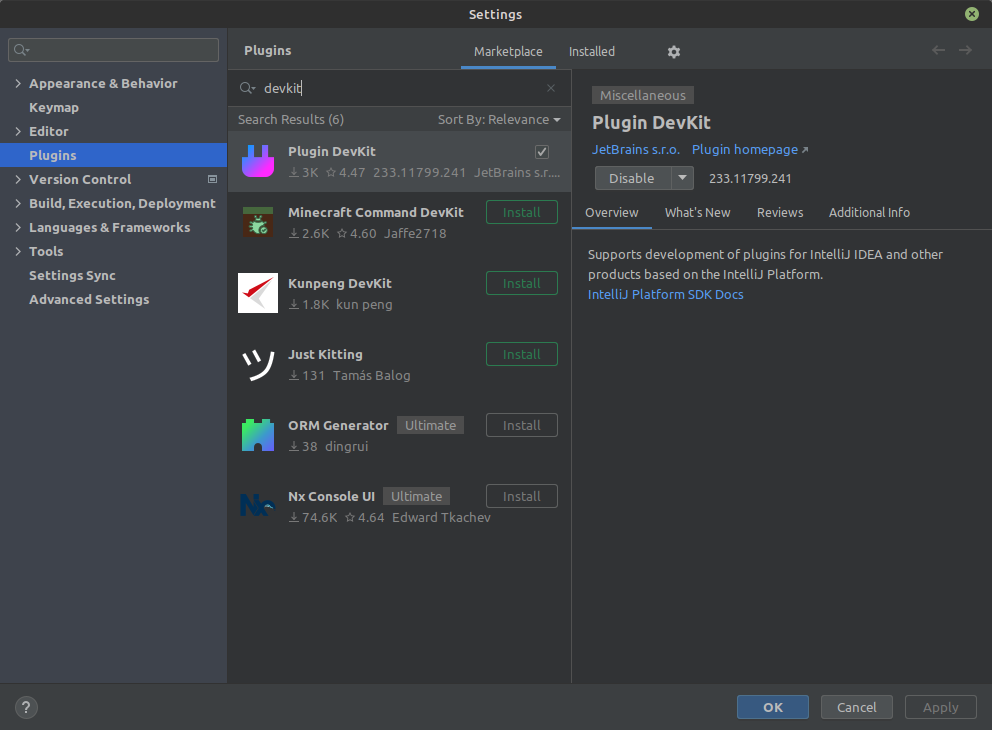 Settings
Appearance & Behavior
Keymap
Editor
Plugins
Version Control
Build, Execution, Deployment
Languages & Frameworks
Tools
Settings Sync
Advanced Settings
Plugins
Marketplace
Installed
devkit
Search Results (6)
Sort By: Relevance
Plugin DevKit
3K 4.47 233.11799.241 JetBrains s.r....
Minecraft Command DevKit
Install
2.6K 4.60 Jaffe2718
Kunpeng DevKit
Install
1.8K kun peng
ツ
Just Kitting
Install
131 Tamás Balog
ORM Generator Ultimate
Install
38 dingrui
Nx Console UI Ultimate
Install
74.6K 4.64 Edward Tkachev
Miscellaneous
Plugin DevKit
JetBrains s.r.o. Plugin homepage
Disable
233.11799.241
Overview
What's New
Reviews
Additional Info
Supports development of plugins for IntelliJ IDEA and other
products based on the IntelliJ Platform.
IntelliJ Platform SDK Docs
?
OK
Cancel
Apply